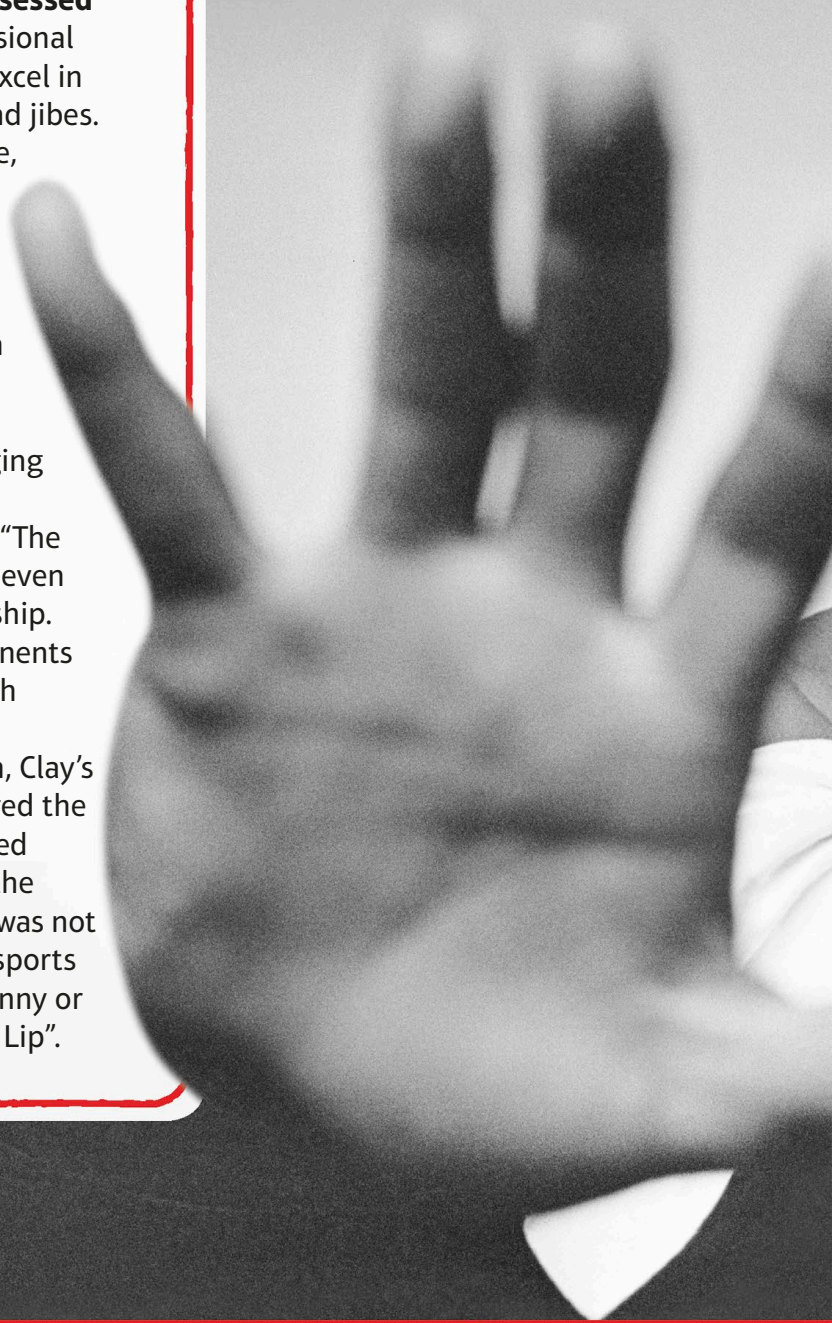 sessed
sional
xcel in
nd jibes.
e,
n
ging
“The
even
ship.
nents
h
n, Clay’s
ed the
ed
he
was not
sports
nny or
Lip”.